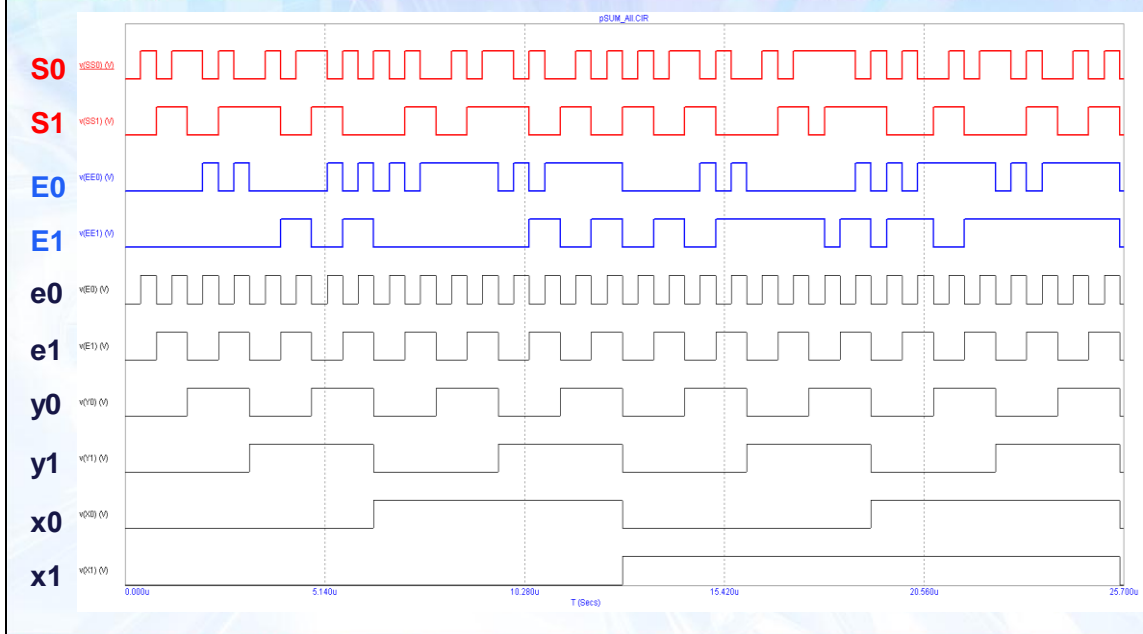 pSUM_All.CIR
S0 v(SS0) (V)
S1 v(SS1) (V)
E0 v(EE0) (V)
E1 v(EE1) (V)
e0 v(E0) (V)
e1 v(E1) (V)
y0 v(Y0) (V)
y1 v(Y1) (V)
x0 v(X0) (V)
x1 v(X1) (V)
0.000u 5.140u 10.280u 15.420u 20.560u 25.700u
T (Secs)